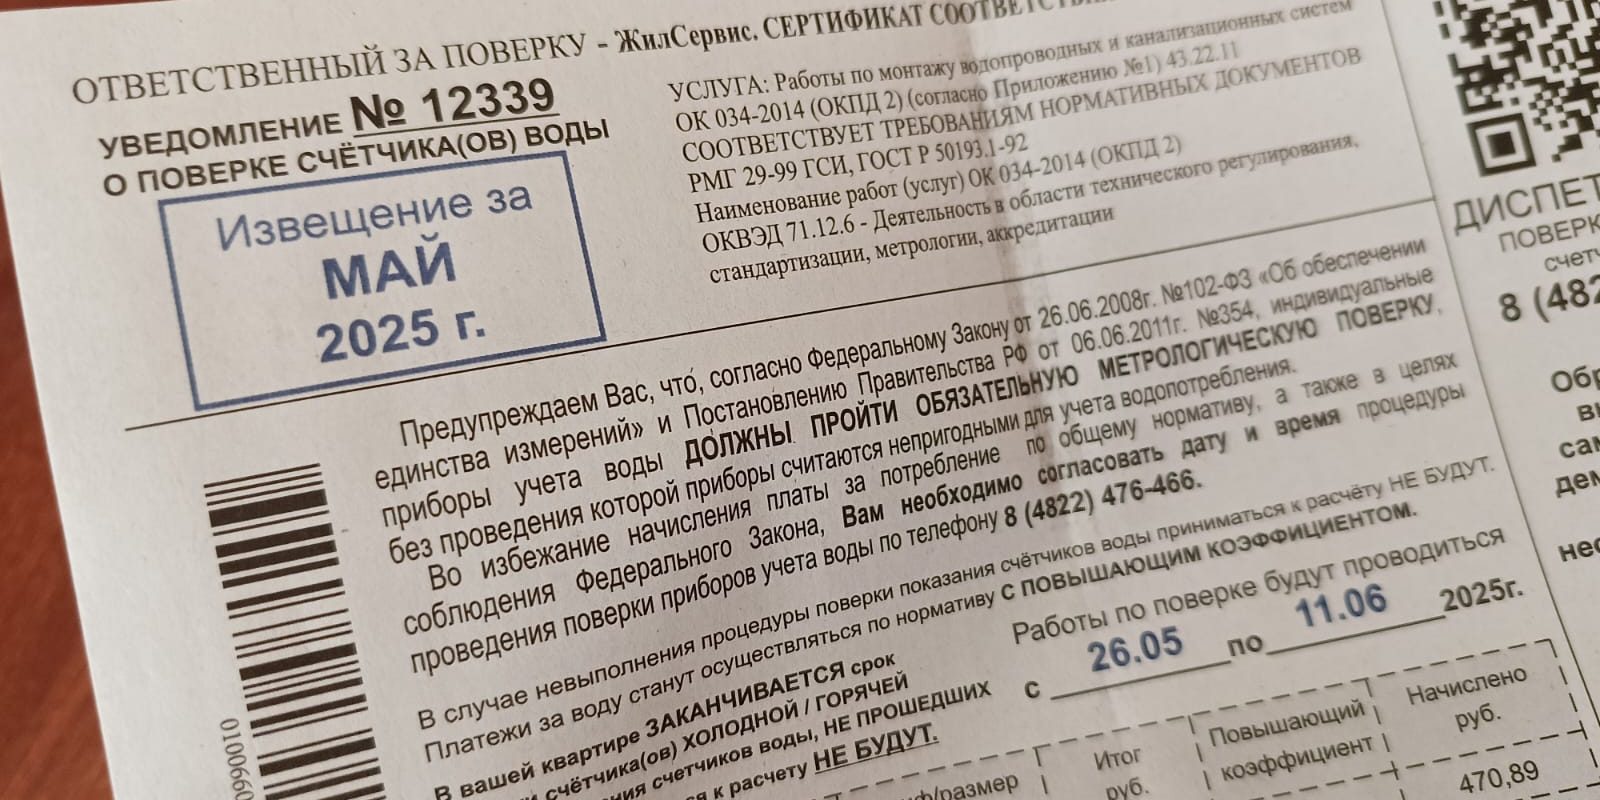 ОТВЕТСТВЕННЫЙ ЗА ПОВЕРКУ - ЖилСервис. СЕРТИФИКАТ
УВЕДОМЛЕНИЕ № 12339
О ПОВЕРКЕ СЧЁТЧИКА(ОВ) ВОДЫ
Извещение за
МАЙ
2025 г.
УСЛУГА: Работы по монтажу водопроводных и канализационных систем
ОК 034-2014 (ОКПД 2) (согласно Приложению №1) 43.22.11
СООТВЕТСТВУЕТ ТРЕБОВАНИЯМ НОРМАТИВНЫХ ДОКУМЕНТОВ
РМГ 29-99 ГСИ, ГОСТ Р 50193.1-92
Наименование работ (услуг) ОК 034-2014 (ОКПД 2)
ОКВЭД 71.12.6 - Деятельность в области технического регулирования,
стандартизации, метрологии, аккредитации
Предупреждаем Вас, что, согласно Федеральному Закону от 26.06.2008г. №102-ФЗ «Об обеспечении
единства измерений» и Постановлению Правительства РФ от 06.06.2011г. №354, индивидуальные
приборы учета воды ДОЛЖНЫ ПРОЙТИ ОБЯЗАТЕЛЬНУЮ МЕТРОЛОГИЧЕСКУЮ ПОВЕРКУ,
без проведения которой приборы считаются непригодными для учета водопотребления.
Во избежание начисления платы за потребление по общему нормативу, а также в целях
соблюдения Федерального Закона, Вам необходимо согласовать дату и время процедуры
проведения поверки приборов учета воды по телефону 8 (4822) 476-466.
В случае невыполнения процедуры поверки показания счётчиков воды приниматься к расчёту НЕ БУДУТ.
Платежи за воду станут осуществляться по нормативу С ПОВЫШАЮЩИМ КОЭФФИЦИЕНТОМ.
В вашей квартире ЗАКАНЧИВАЕТСЯ срок
счётчика(ов) ХОЛОДНОЙ / ГОРЯЧЕЙ
счетчиков воды, НЕ ПРОШЕДШИХ
к расчету НЕ БУДУТ.
Работы по поверке будут проводиться
с 26.05 по 11.06 2025г.
Итог
руб.
Повышающий
коэффициент
Начислено
руб.
470,89
8 (482